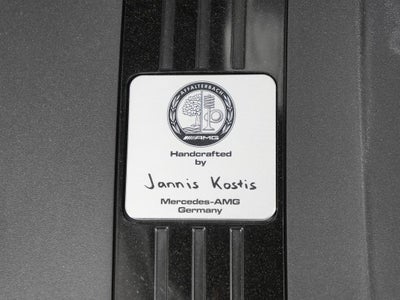 AFFALTERBACH
AMG
Handcrafted
by
Jannis Kostis
Mercedes-AMG
Germany